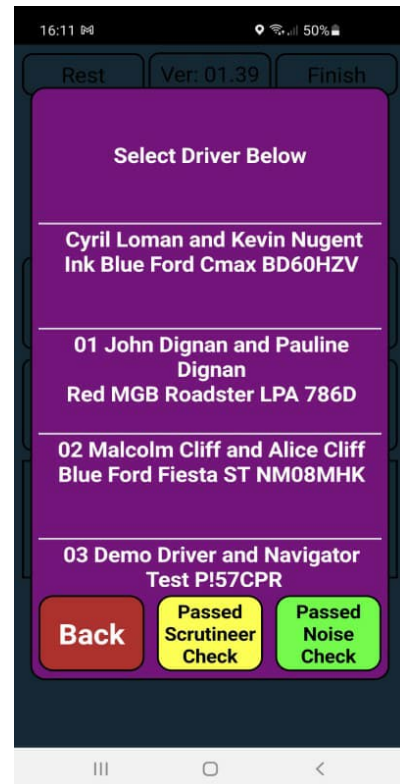 16:11 50%
Rest Ver: 01.39 Finish
Select Driver Below
Cyril Loman and Kevin Nugent
Ink Blue Ford Cmax BD60HZV
01 John Dignan and Pauline
Dignan
Red MGB Roadster LPA 786D
02 Malcolm Cliff and Alice Cliff
Blue Ford Fiesta ST NM08MHK
03 Demo Driver and Navigator
Test P!57CPR
Back
Passed
Scrutineer
Check
Passed
Noise
Check